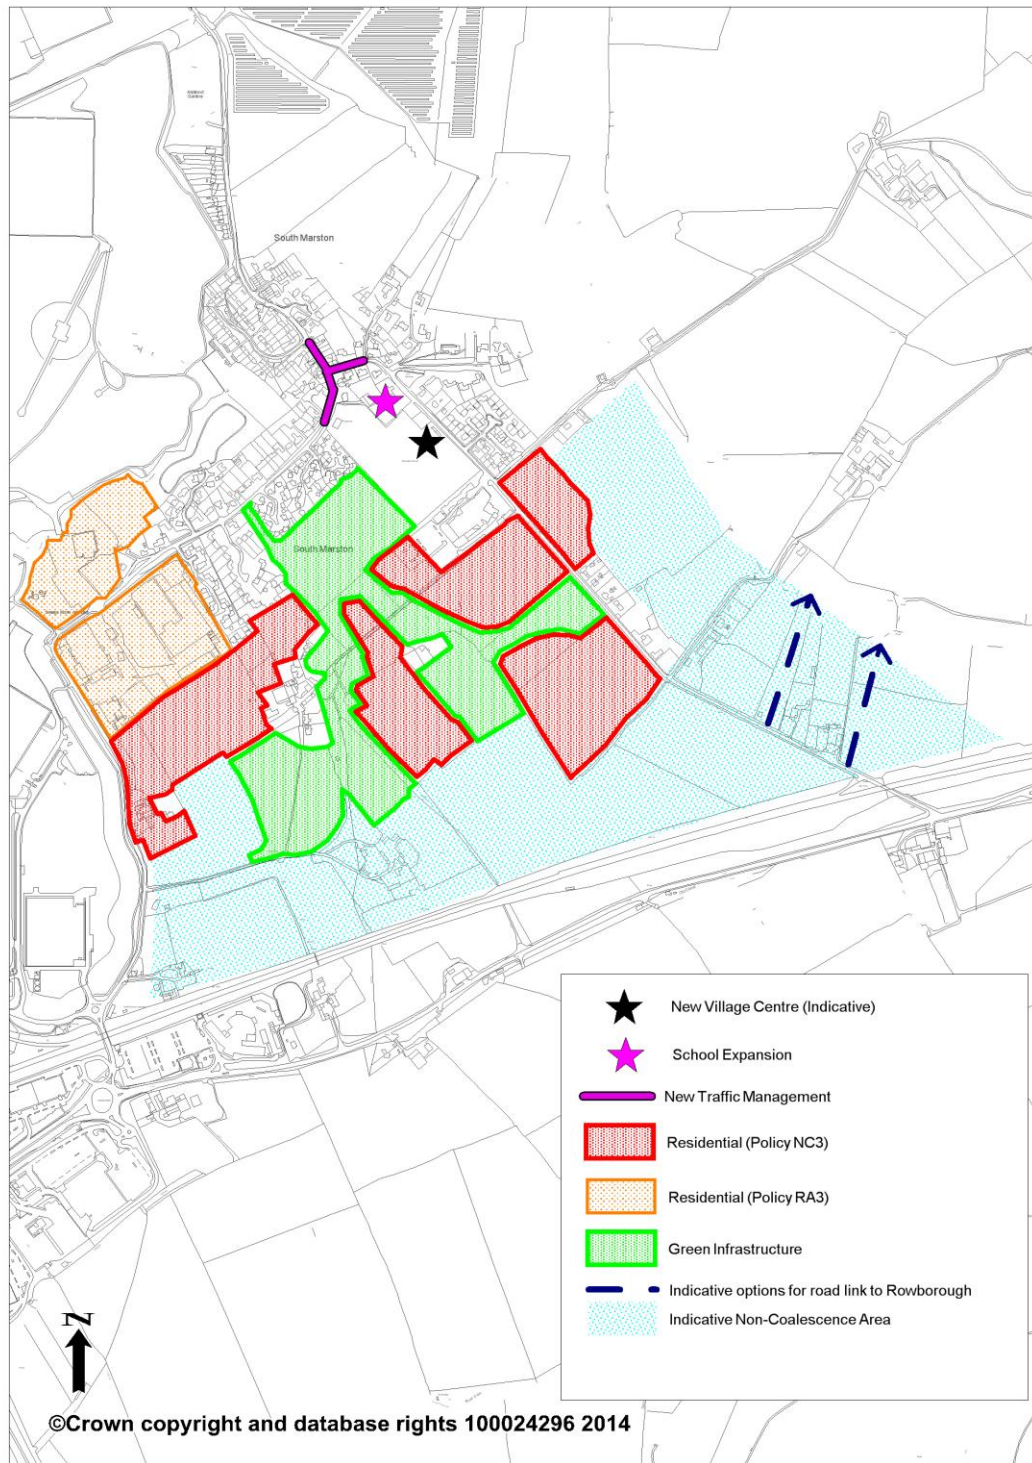 South Marston
South Marston
New Village Centre (Indicative)
School Expansion
New Traffic Management
Residential (Policy NC3)
Residential (Policy RA3)
Green Infrastructure
Indicative options for road link to Rowborough
Indicative Non-Coalescence Area
N
©Crown copyright and database rights 100024296 2014